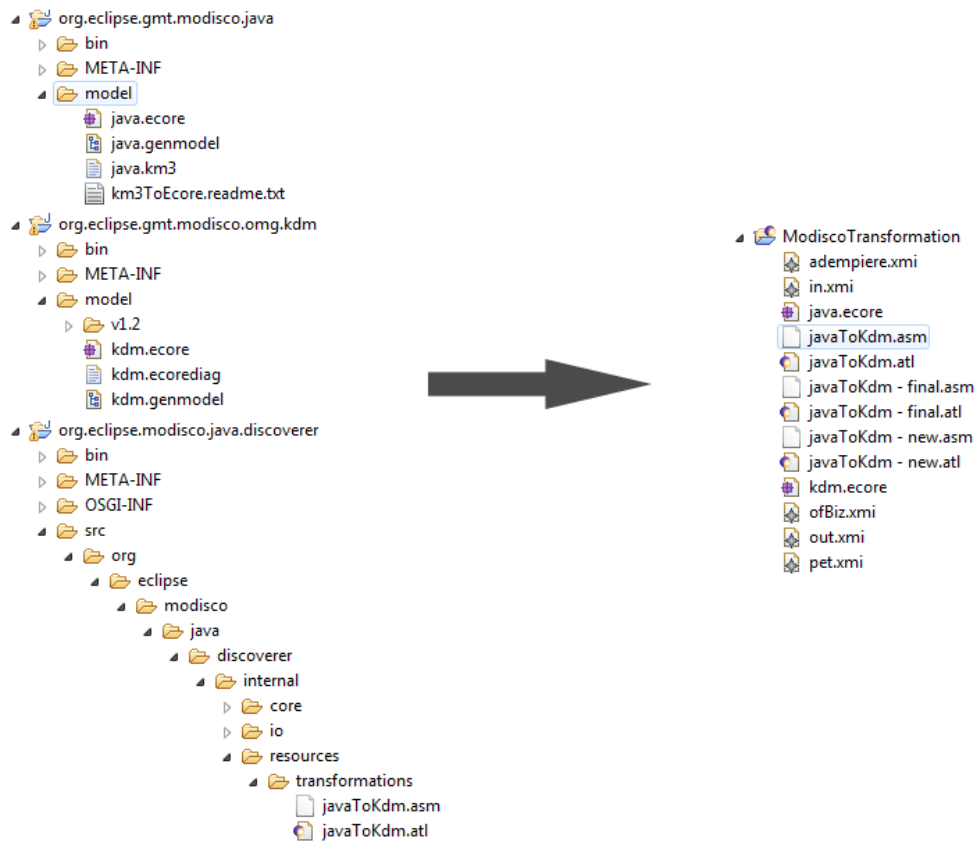 org.eclipse.gmt.modisco.java
bin
META-INF
model
java.ecore
java.genmodel
java.km3
km3ToEcore.readme.txt
org.eclipse.gmt.modisco.omg.kdm
bin
META-INF
model
v1.2
kdm.ecore
kdm.ecorediag
kdm.genmodel
org.eclipse.modisco.java.discoverer
bin
META-INF
OSGI-INF
src
org
eclipse
modisco
java
discoverer
internal
core
io
resources
transformations
javaToKdm.asm
javaToKdm.atl
ModiscoTransformation
adempiere.xmi
in.xmi
java.ecore
javaToKdm.asm
javaToKdm.atl
javaToKdm - final.asm
javaToKdm - final.atl
javaToKdm - new.asm
javaToKdm - new.atl
kdm.ecore
ofBiz.xmi
out.xmi
pet.xmi